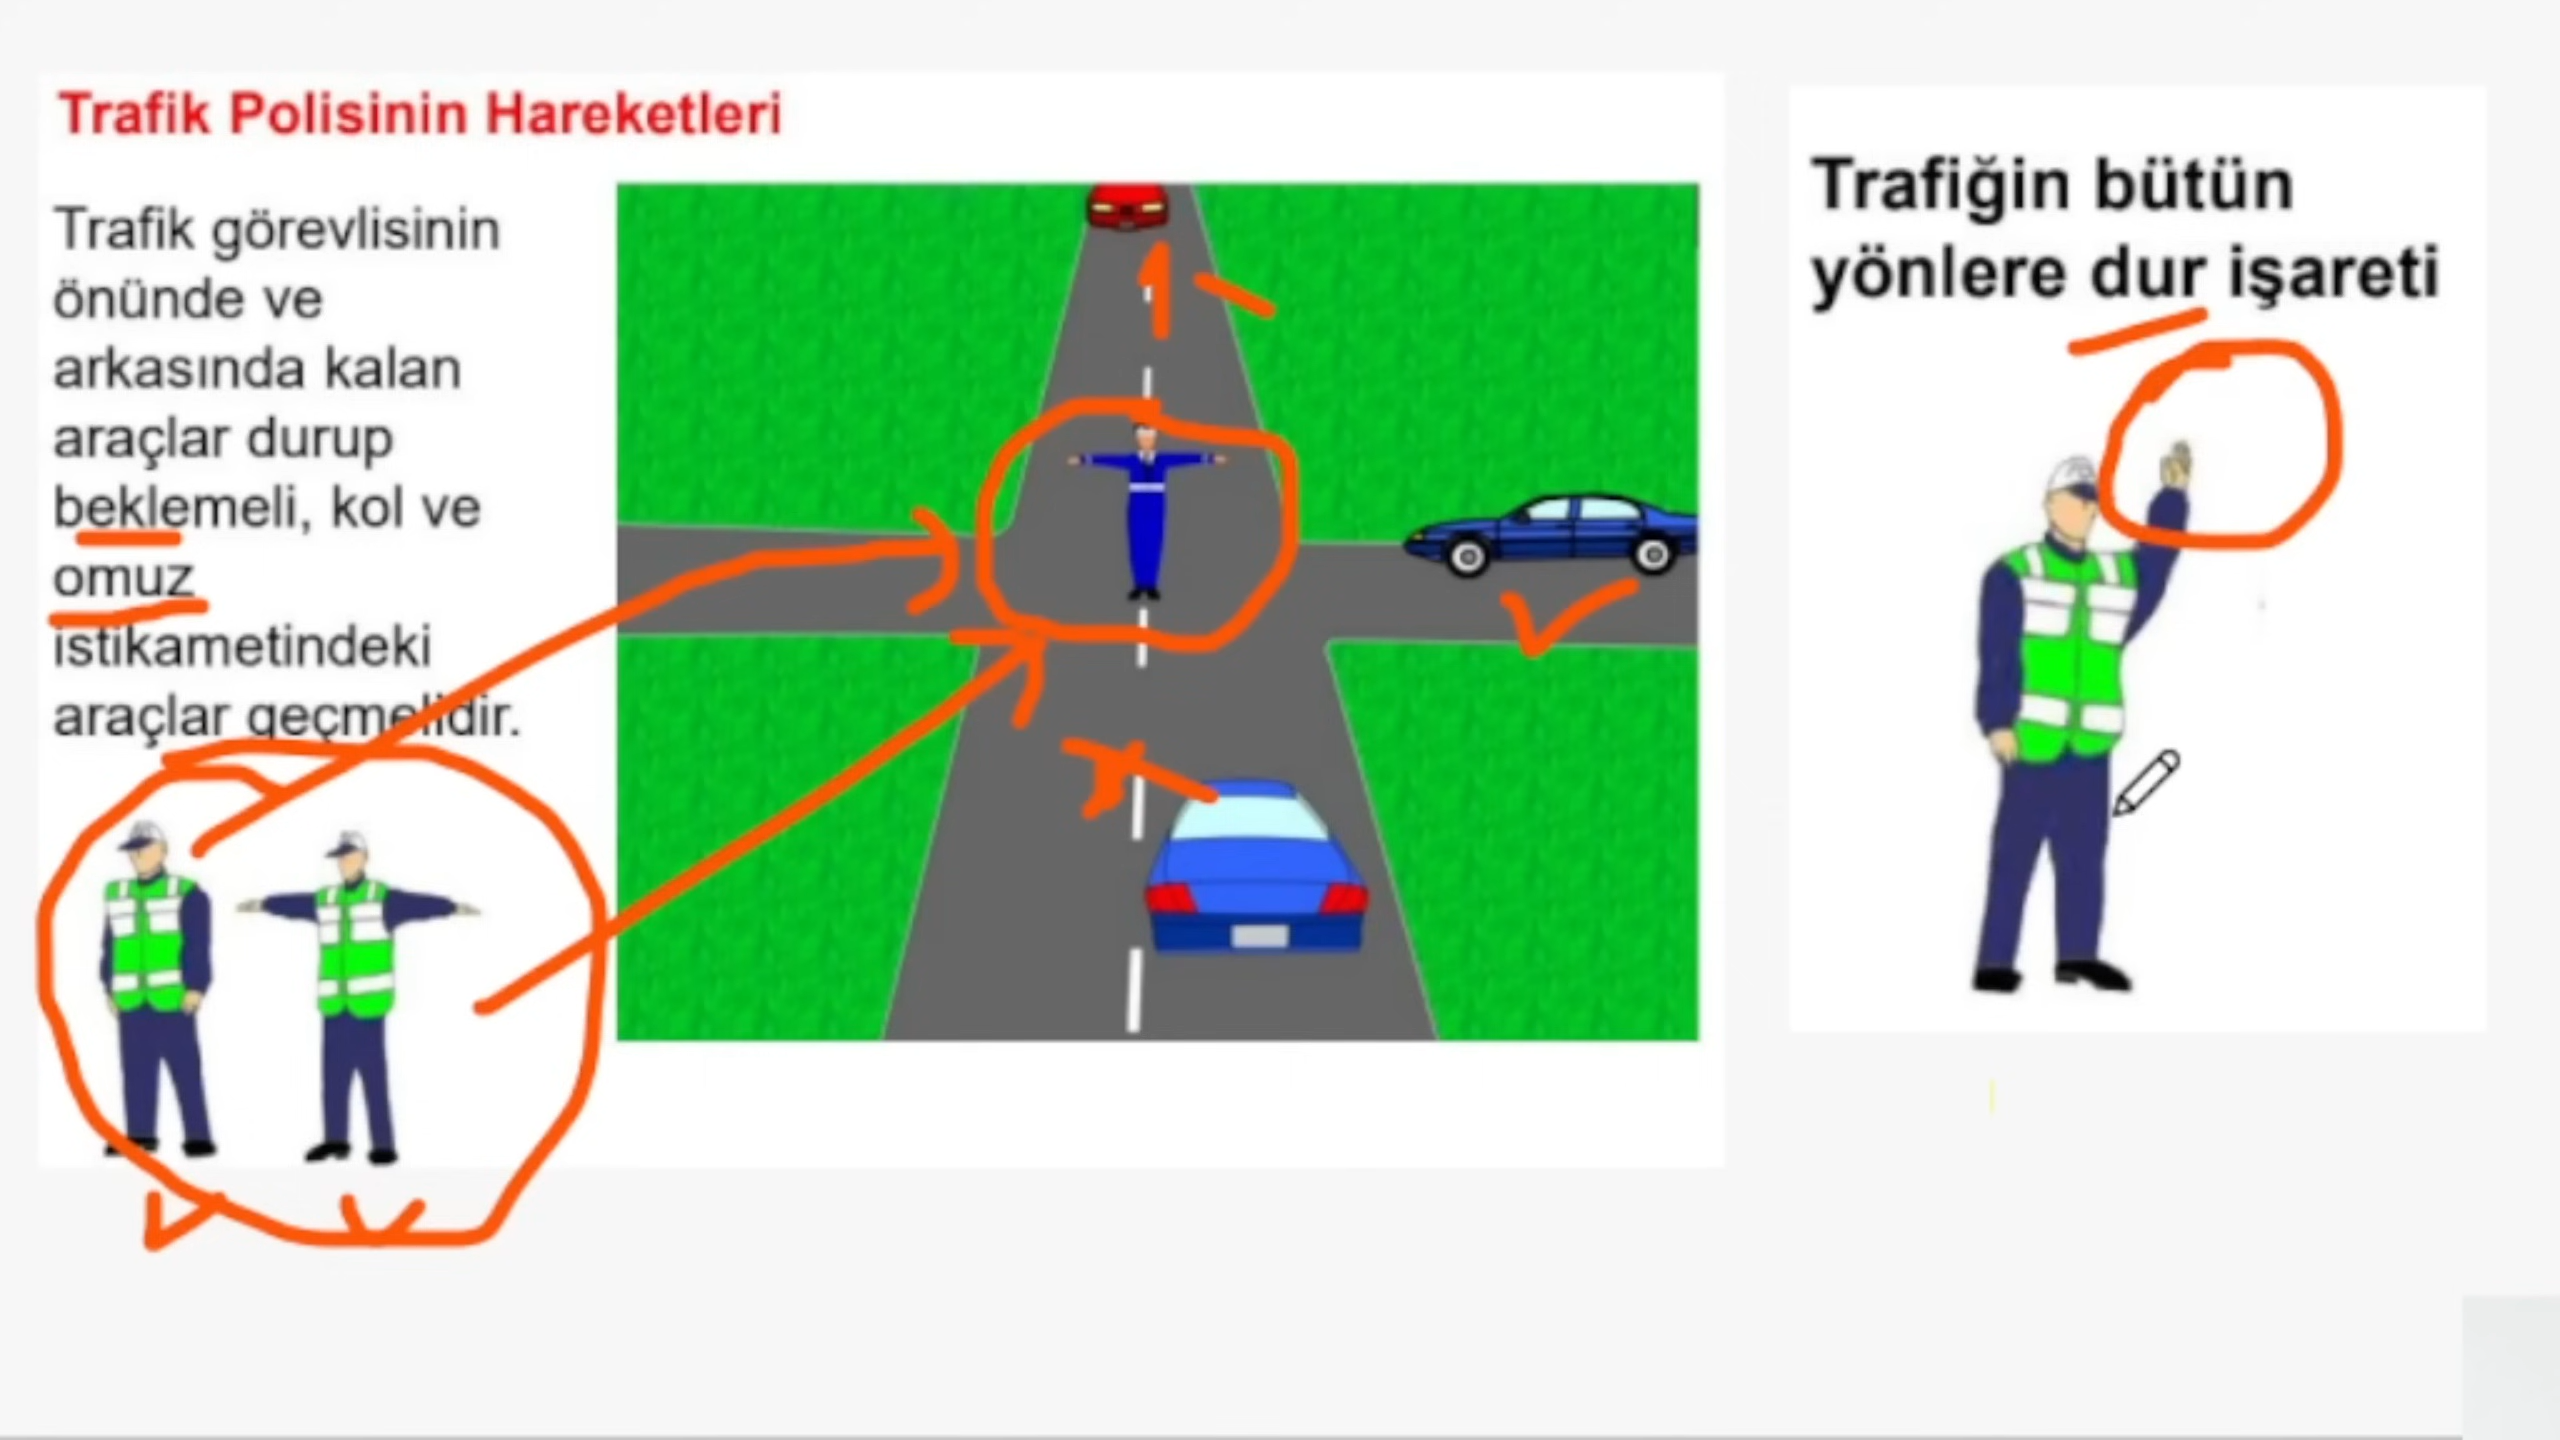 Trafik Polisinin Hareketleri
Trafik görevlisinin
önünde ve
arkasında kalan
araçlar durup
beklemeli, kol ve
omuz
istikametindeki
araçlar geçmelidir.
Trafiğin bütün
yönlere dur işareti